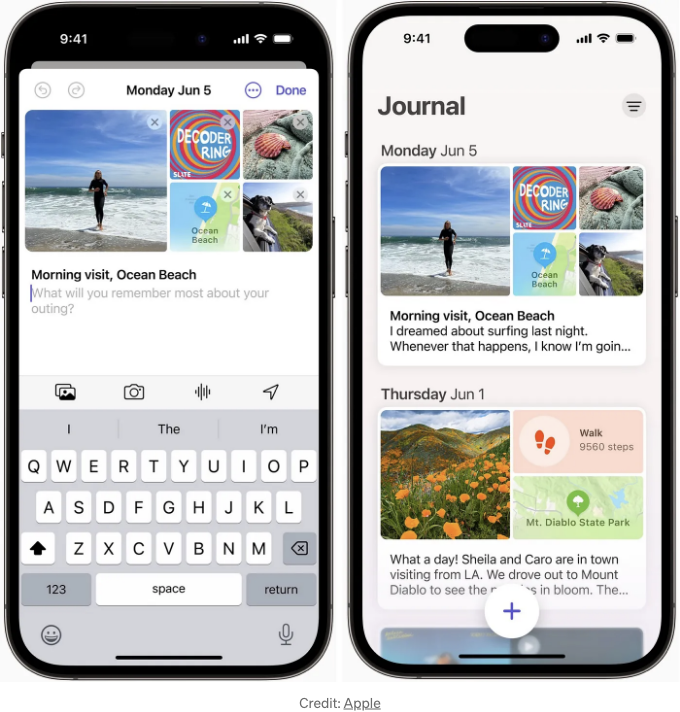 9:41
Monday Jun 5
Done
DECODER
RING
SLATE
Ocean
Beach
Morning visit, Ocean Beach
What will you remember most about your
outing?
I
The
I'm
Q W E R T Y U I O P
A S D F G H J K L
Z X C V B N M
123
space
return
9:41
Journal
Monday Jun 5
DECODER
RING
SLATE
Ocean
Beach
Morning visit, Ocean Beach
I dreamed about surfing last night.
Whenever that happens, I know I'm goin...
Thursday Jun 1
Walk
9560 steps
Mt. Diablo State Park
What a day! Sheila and Caro are in town
visiting from LA. We drove out to Mount
Diablo to see the in bloom. The...
Credit: Apple